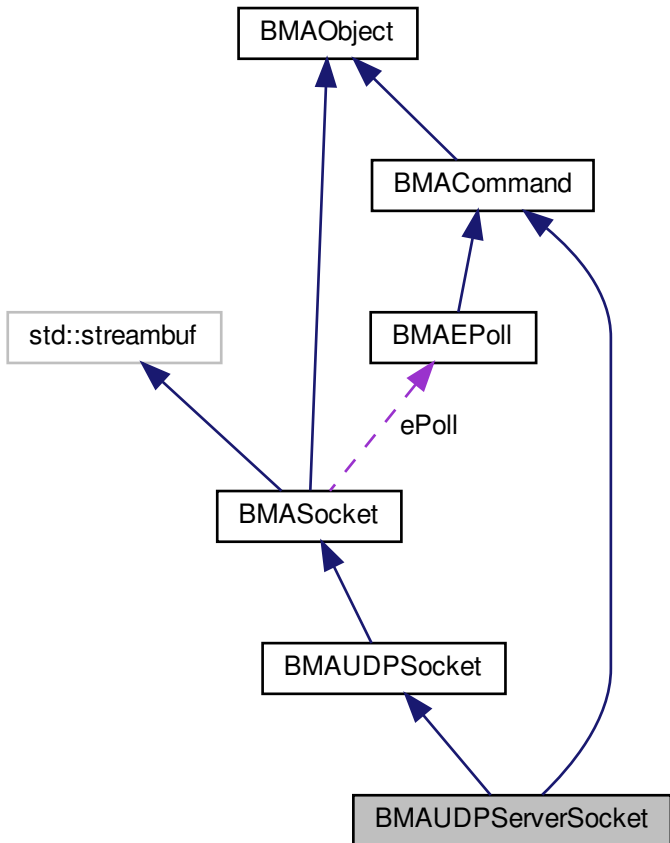 BMAObject
BMACommand
std::streambuf
BMAEPoll
ePoll
BMASocket
BMAUDPSocket
BMAUDPServerSocket